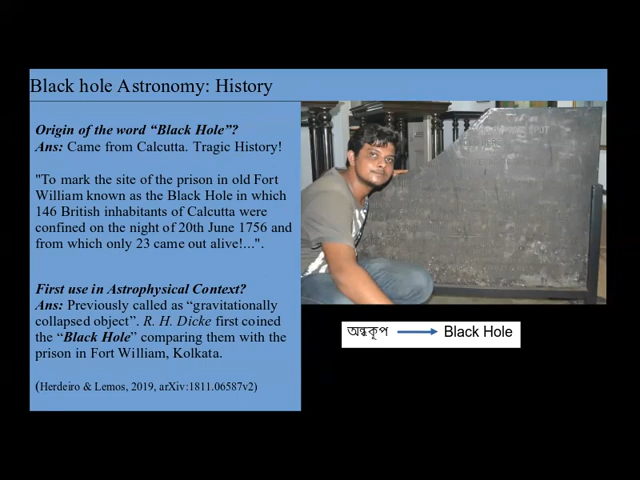 Black hole Astronomy: History
Origin of the word “Black Hole”?
Ans: Came from Calcutta. Tragic History!
"To mark the site of the prison in old Fort
William known as the Black Hole in which
146 British inhabitants of Calcutta were
confined on the night of 20th June 1756 and
from which only 23 came out alive!...".
First use in Astrophysical Context?
Ans: Previously called as “gravitationally
collapsed object”. R. H. Dicke first coined
the “Black Hole” comparing them with the
prison in Fort William, Kolkata.
(Herdeiro & Lemos, 2019, arXiv:1811.06587v2)
অন্ধকূপ Black Hole